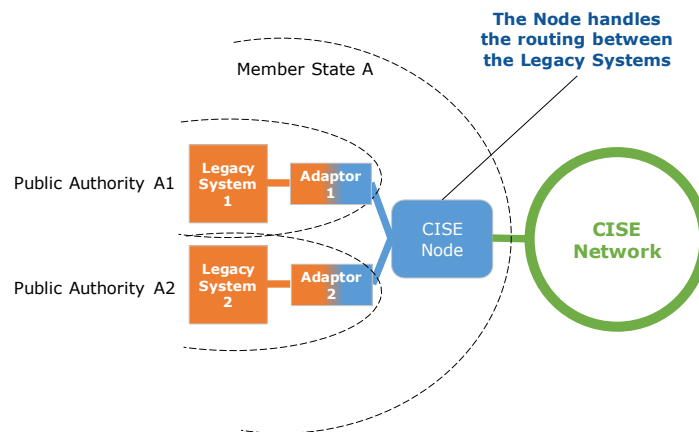 The Node handles
the routing between
the Legacy Systems
Member State A
Public Authority A1
Legacy
System
1
Adaptor
1
CISE
Node
CISE
Network
Public Authority A2
Legacy
System
2
Adaptor
2